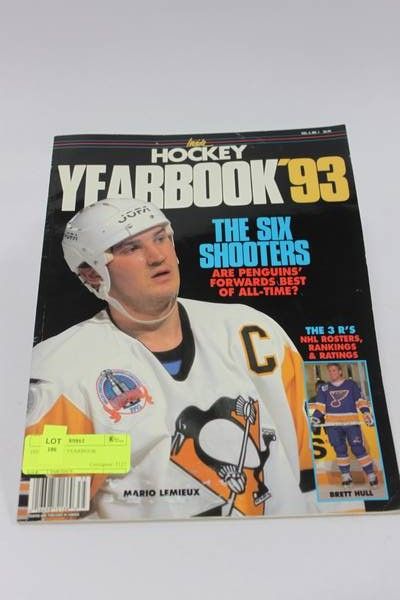 Inside
HOCKEY
YEARBOOK '93
THE SIX
SHOOTERS
ARE PENGUINS'
FORWARDS BEST
OF ALL-TIME?
JOFA
C
THE 3 R'S
NHL ROSTERS,
RANKINGS
& RATINGS
LOT
196
YEARBOOK
MARIO LEMIEUX
BRETT HULL